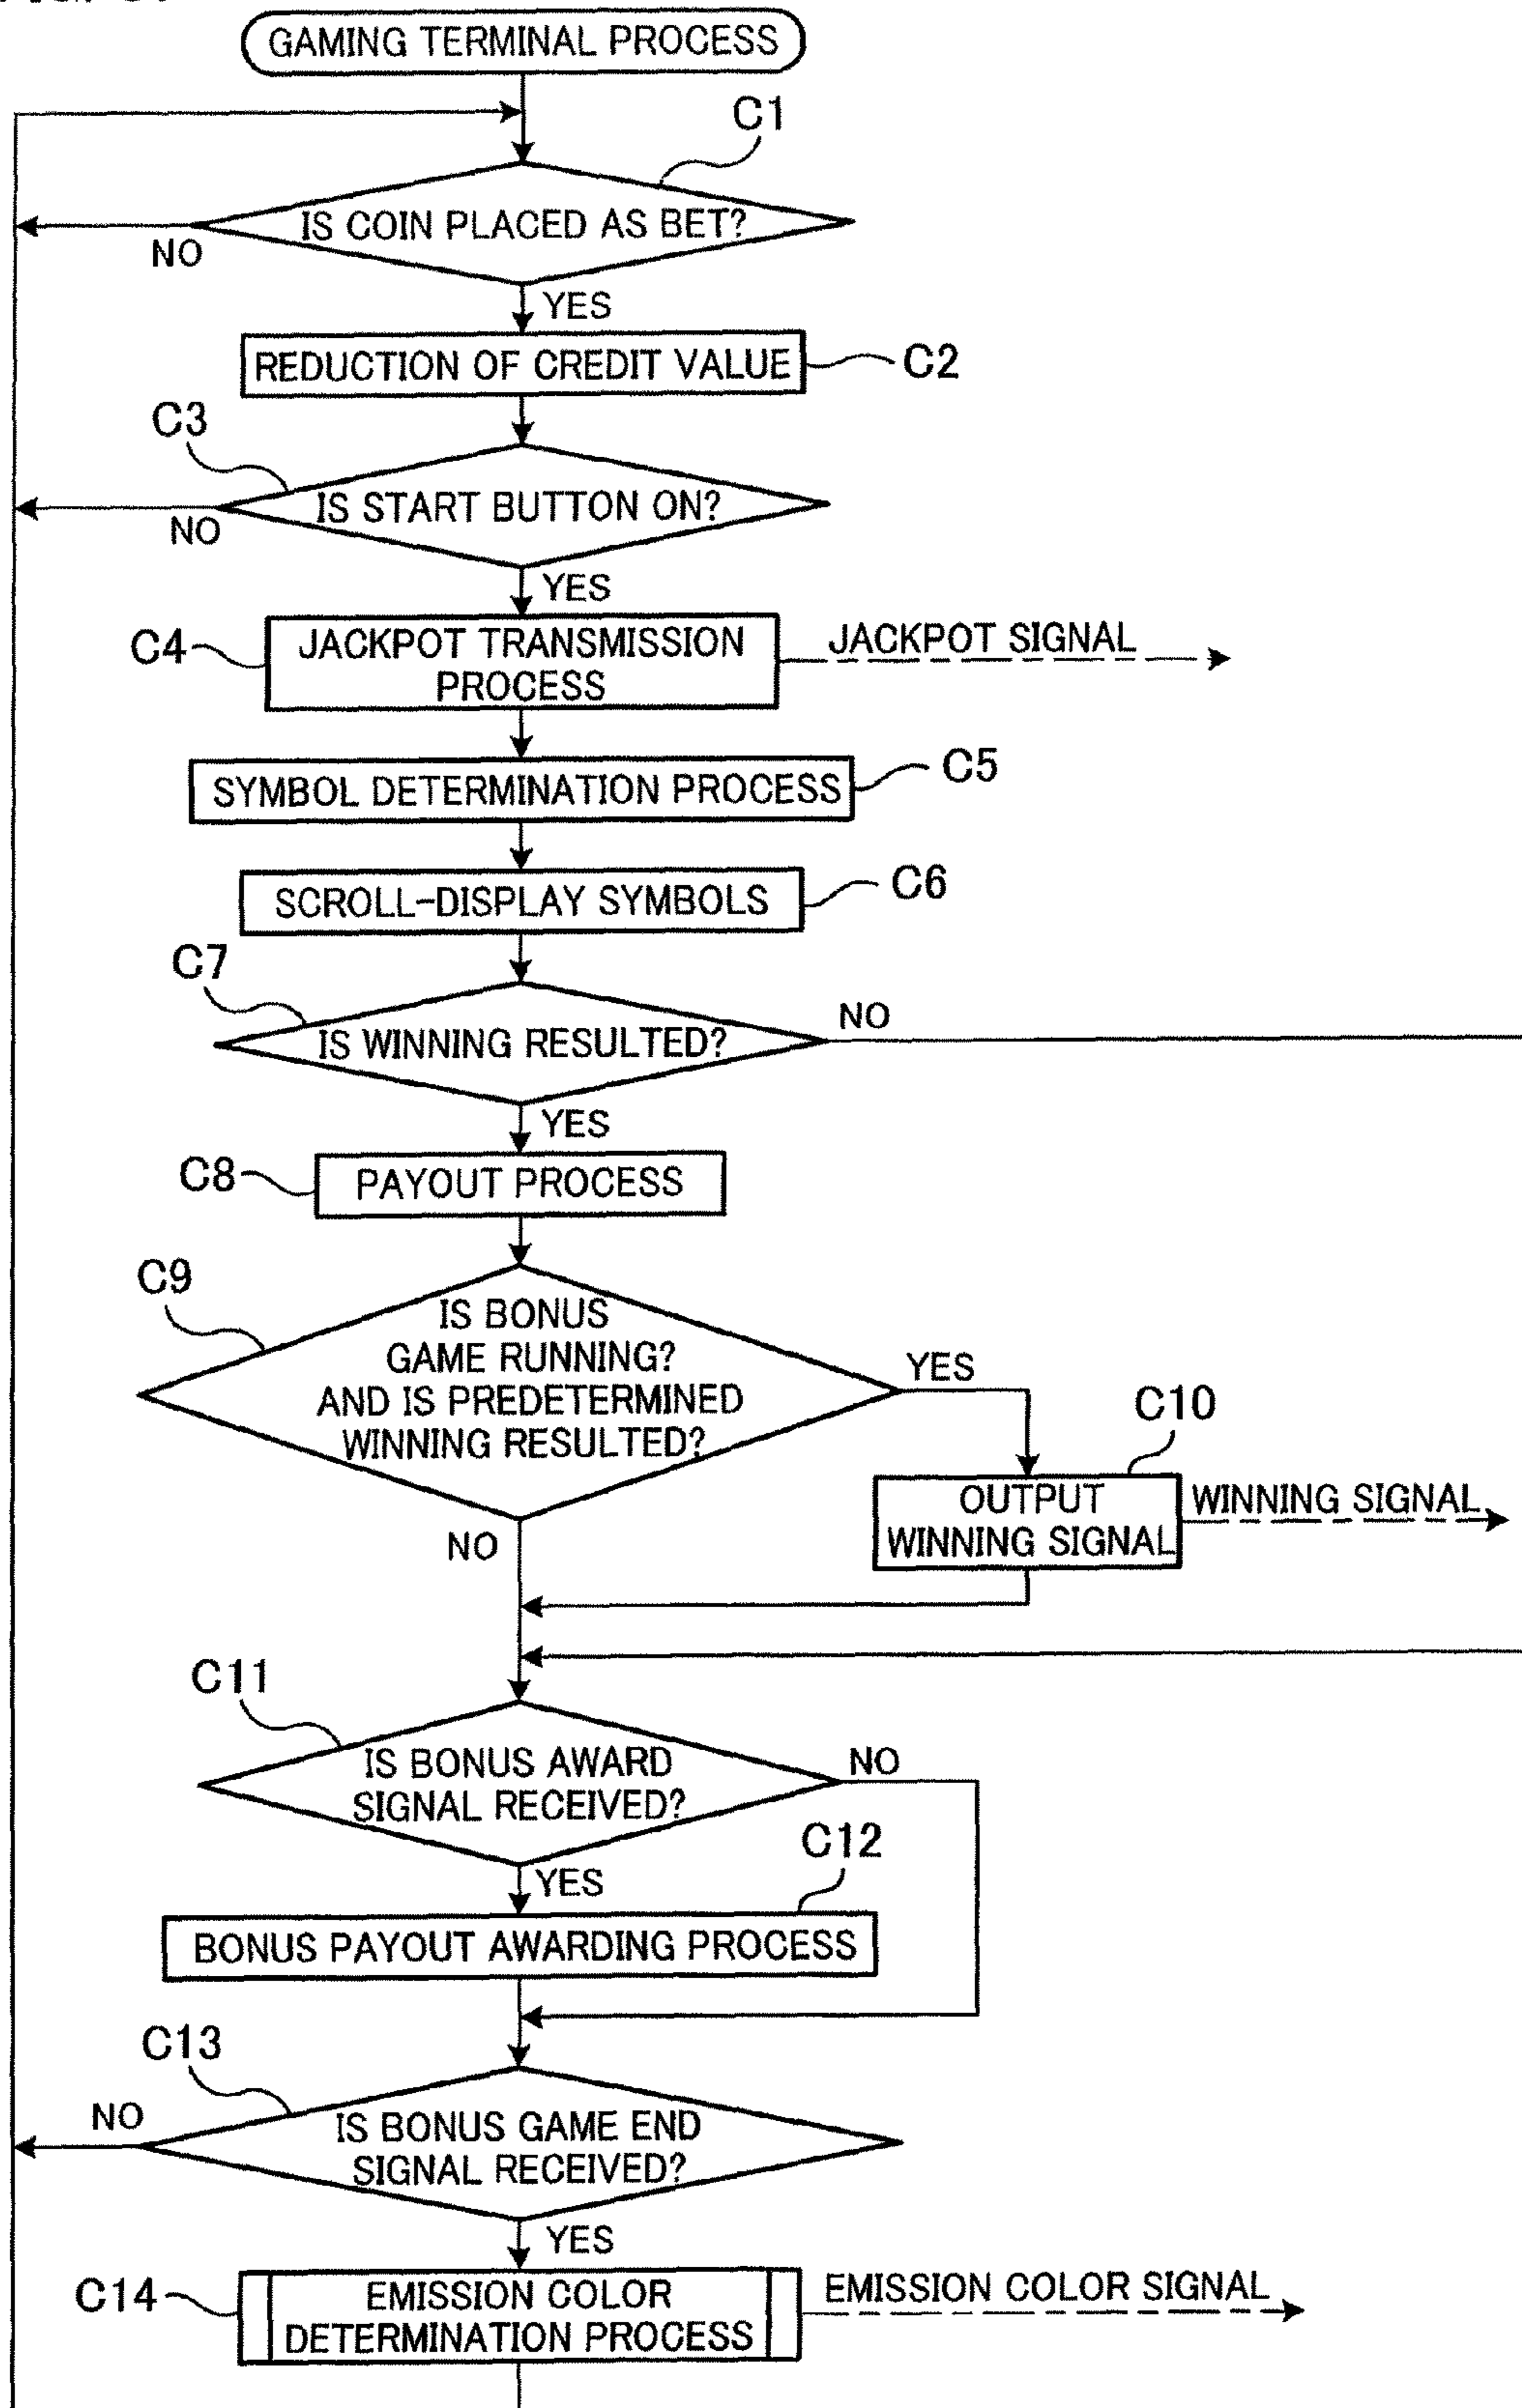 GAMING TERMINAL PROCESS
C1
IS COIN PLACED AS BET?
NO
YES
REDUCTION OF CREDIT VALUE
C2
C3
IS START BUTTON ON?
NO
YES
C4
JACKPOT TRANSMISSION
PROCESS
JACKPOT SIGNAL
SYMBOL DETERMINATION PROCESS
C5
SCROLL-DISPLAY SYMBOLS
C6
C7
IS WINNING RESULTED?
NO
YES
C8
PAYOUT PROCESS
C9
IS BONUS
GAME RUNNING?
AND IS PREDETERMINED
WINNING RESULTED?
YES
NO
C10
OUTPUT
WINNING SIGNAL
WINNING SIGNAL
C11
IS BONUS AWARD
SIGNAL RECEIVED?
NO
YES
C12
BONUS PAYOUT AWARDING PROCESS
C13
IS BONUS GAME END
SIGNAL RECEIVED?
NO
YES
C14
EMISSION COLOR
DETERMINATION PROCESS
EMISSION COLOR SIGNAL